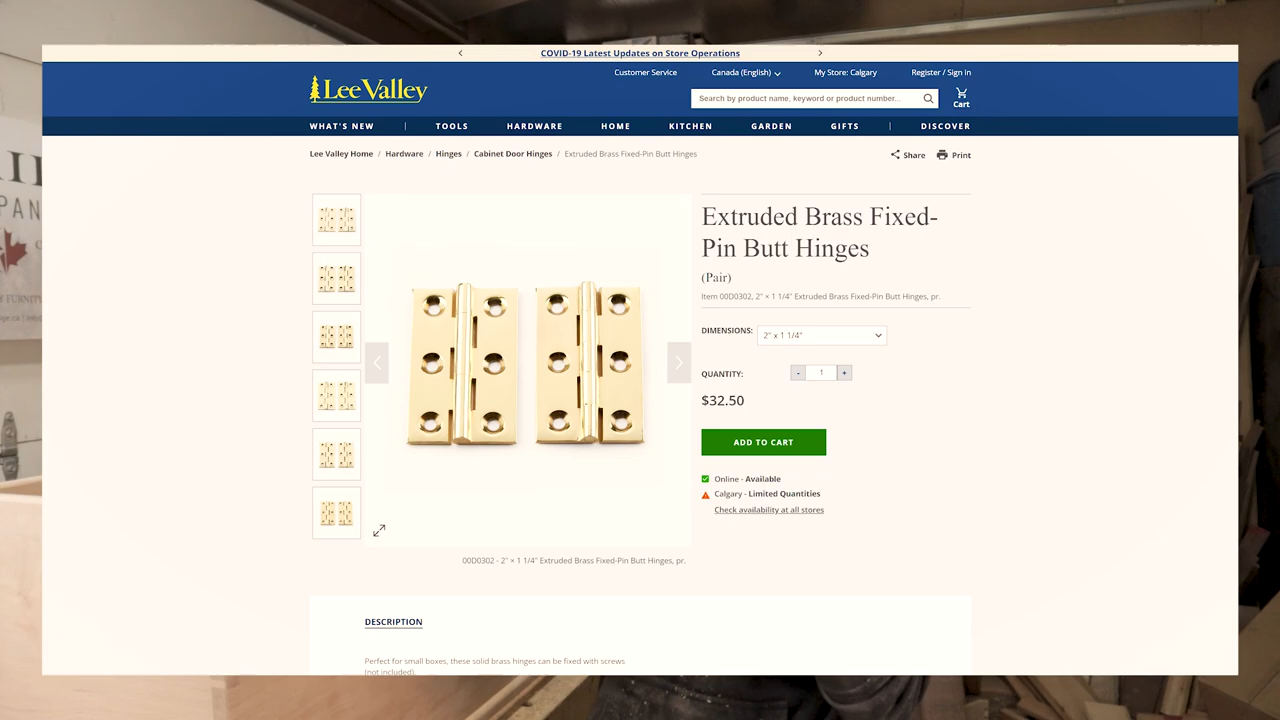 COVID-19 Latest Updates on Store Operations
Customer Service
Canada (English)
My Store: Calgary
Register / Sign in
Lee Valley
Search by product name, keyword or product number...
Cart
WHAT'S NEW | TOOLS HARDWARE HOME KITCHEN GARDEN GIFTS | DISCOVER
Lee Valley Home / Hardware / Hinges / Cabinet Door Hinges / Extruded Brass Fixed-Pin Butt Hinges
Share
Print
Extruded Brass Fixed-
Pin Butt Hinges
(Pair)
Item 00D0302, 2" × 1 1/4" Extruded Brass Fixed-Pin Butt Hinges, pr.
DIMENSIONS: 2" x 1 1/4"
QUANTITY: - 1 +
$32.50
ADD TO CART
Online - Available
Calgary - Limited Quantities
Check availability at all stores
00D0302 - 2" × 1 1/4" Extruded Brass Fixed-Pin Butt Hinges, pr.
DESCRIPTION
Perfect for small boxes, these solid brass hinges can be fixed with screws
(not included).